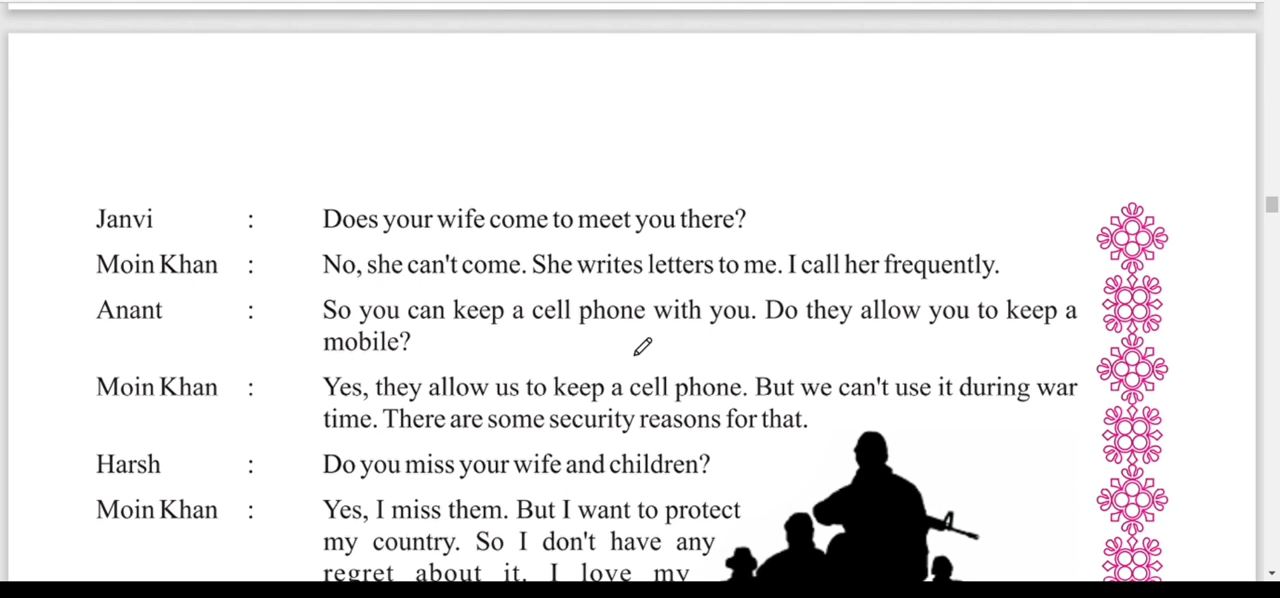 Janvi : Does your wife come to meet you there?
Moin Khan : No, she can't come. She writes letters to me. I call her frequently.
Anant : So you can keep a cell phone with you. Do they allow you to keep a
mobile?
Moin Khan : Yes, they allow us to keep a cell phone. But we can't use it during war
time. There are some security reasons for that.
Harsh : Do you miss your wife and children?
Moin Khan : Yes, I miss them. But I want to protect
my country. So I don't have any
regret about it. I love my